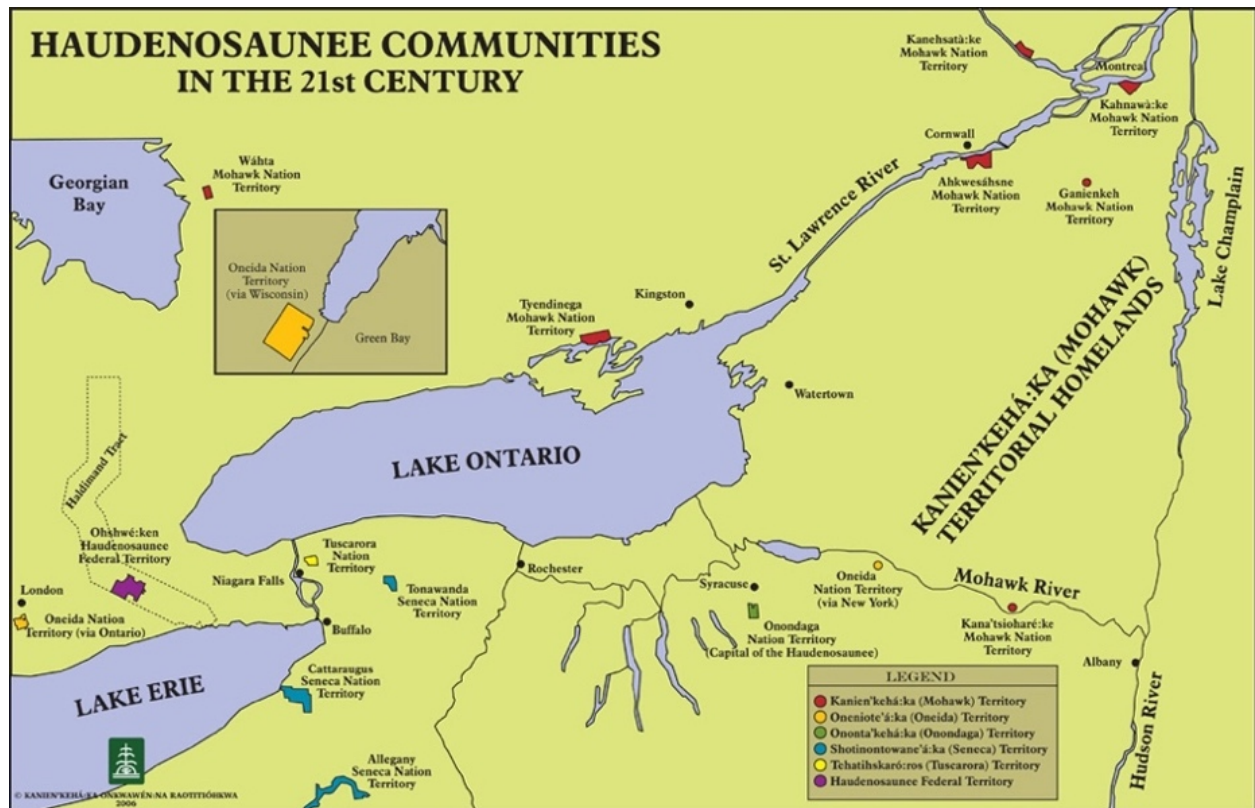 HAUDENOSAUNEE COMMUNITIES
IN THE 21st CENTURY
Kanehsatà:ke
Mohawk Nation
Territory
Montreal
Kahnawà:ke
Mohawk Nation
Territory
Cornwall
Ahkwesáhsne
Mohawk Nation
Territory
Ganienkeh
Mohawk Nation
Territory
Georgian
Bay
Wáhta
Mohawk Nation
Territory
St. Lawrence River
Lake Champlain
Oneida Nation
Territory
(via Wisconsin)
Green Bay
Tyendinega
Mohawk Nation
Territory
Kingston
KANIEN'KEHÁ:KA (MOHAWK)
TERRITORIAL HOMELANDS
Watertown
LAKE ONTARIO
Haldimand Tract
Ohshwé:ken
Haudenosaunee
Federal Territory
London
Oneida Nation
Territory (via Ontario)
Niagara Falls
Tuscarora
Nation
Territory
Tonawanda
Seneca Nation
Territory
Rochester
Buffalo
Syracuse
Onondaga
Nation Territory
(Capital of the Haudenosaunee)
Oneida
Nation Territory
(via New York)
Mohawk River
Kana'tsioharé:ke
Mohawk Nation
Territory
Albany
Hudson River
LAKE ERIE
Cattaraugus
Seneca Nation
Territory
Allegany
Seneca Nation
Territory
LEGEND
Kanien'kehá:ka (Mohawk) Territory
Oneniote'á:ka (Oneida) Territory
Ononta'kehá:ka (Onondaga) Territory
Shotinontowane'á:ka (Seneca) Territory
Tehatihskaró:ros (Tuscarora) Territory
Haudenosaunee Federal Territory
© KANIEN'KEHÁ:KA ONKWAWÉN:NA RAOTITIÓHKWA
2006